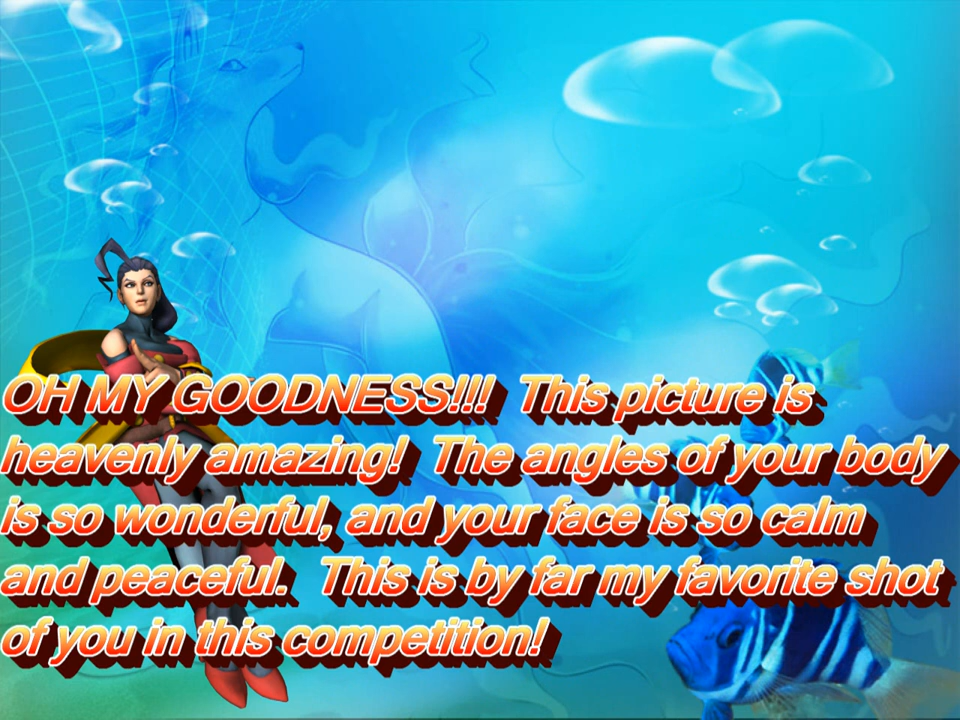 OH MY GOODNESS!!!  This picture is
heavenly amazing!  The angles of your body
is so wonderful, and your face is so calm
and peaceful.  This is by far my favorite shot
of you in this competition!